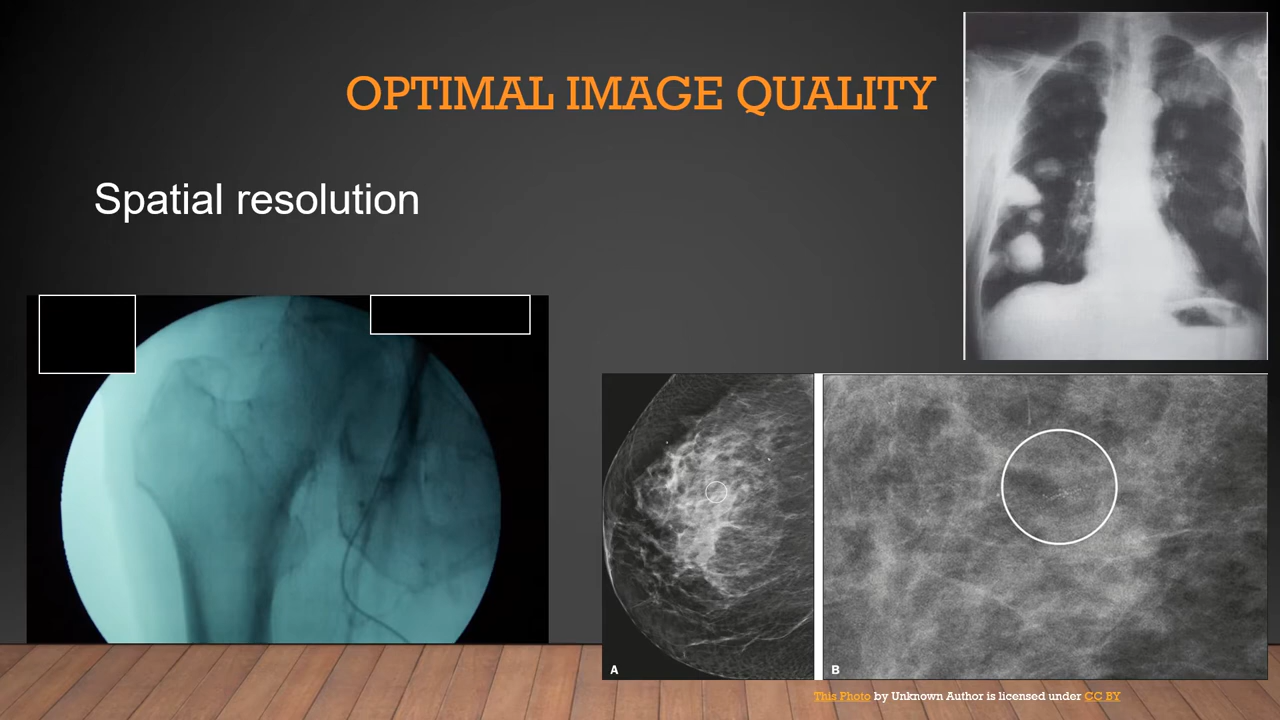 OPTIMAL IMAGE QUALITY
Spatial resolution
A
B
This Photo by Unknown Author is licensed under CC BY